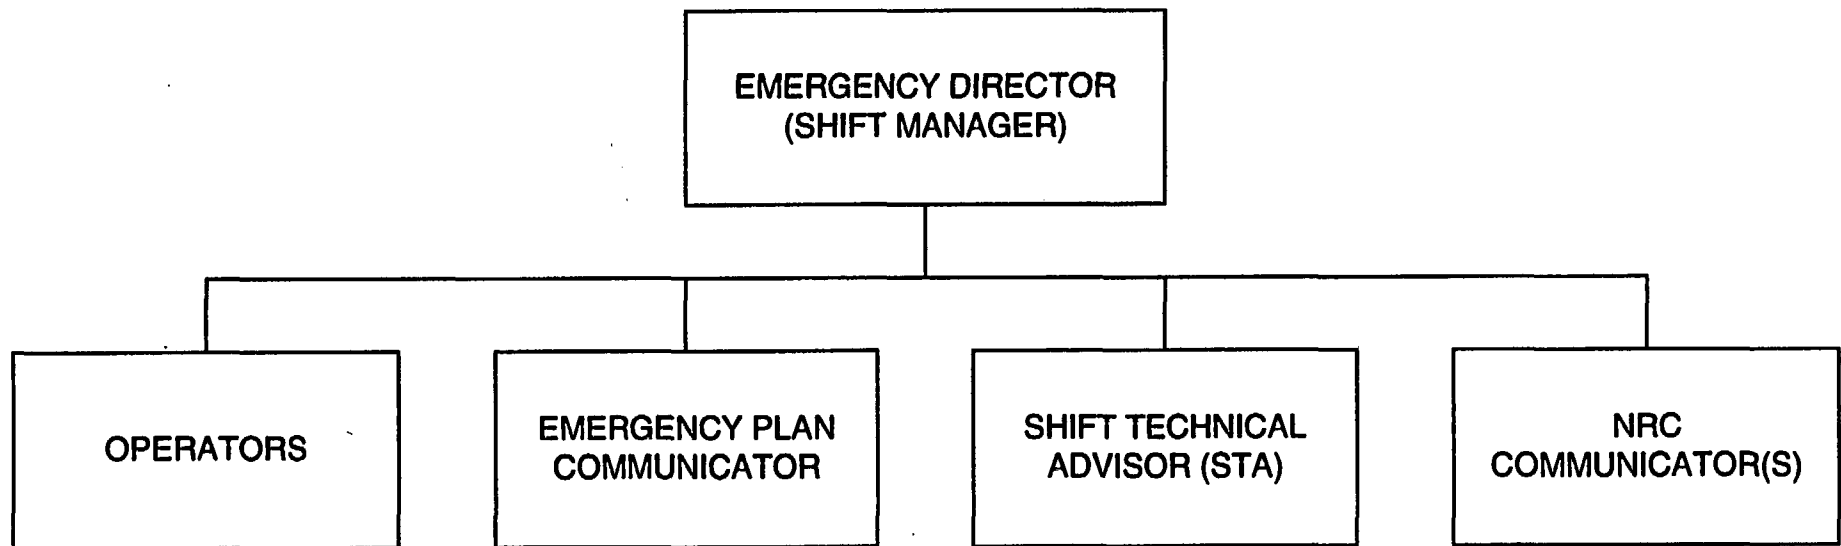 EMERGENCY DIRECTOR
(SHIFT MANAGER)
OPERATORS
EMERGENCY PLAN
COMMUNICATOR
SHIFT TECHNICAL
ADVISOR (STA)
NRC
COMMUNICATOR(S)